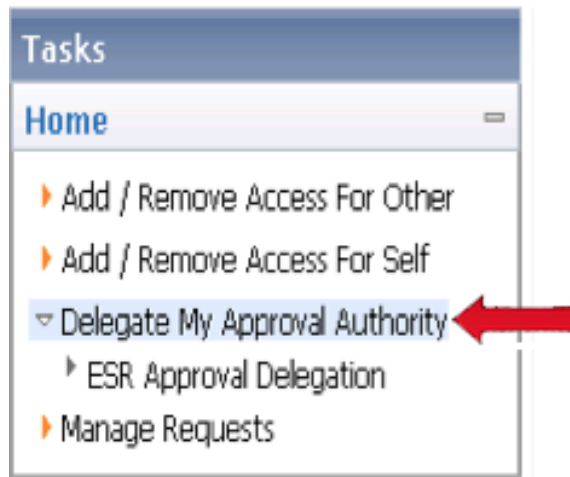 Tasks
Home
Add / Remove Access For Other
Add / Remove Access For Self
Delegate My Approval Authority
ESR Approval Delegation
Manage Requests